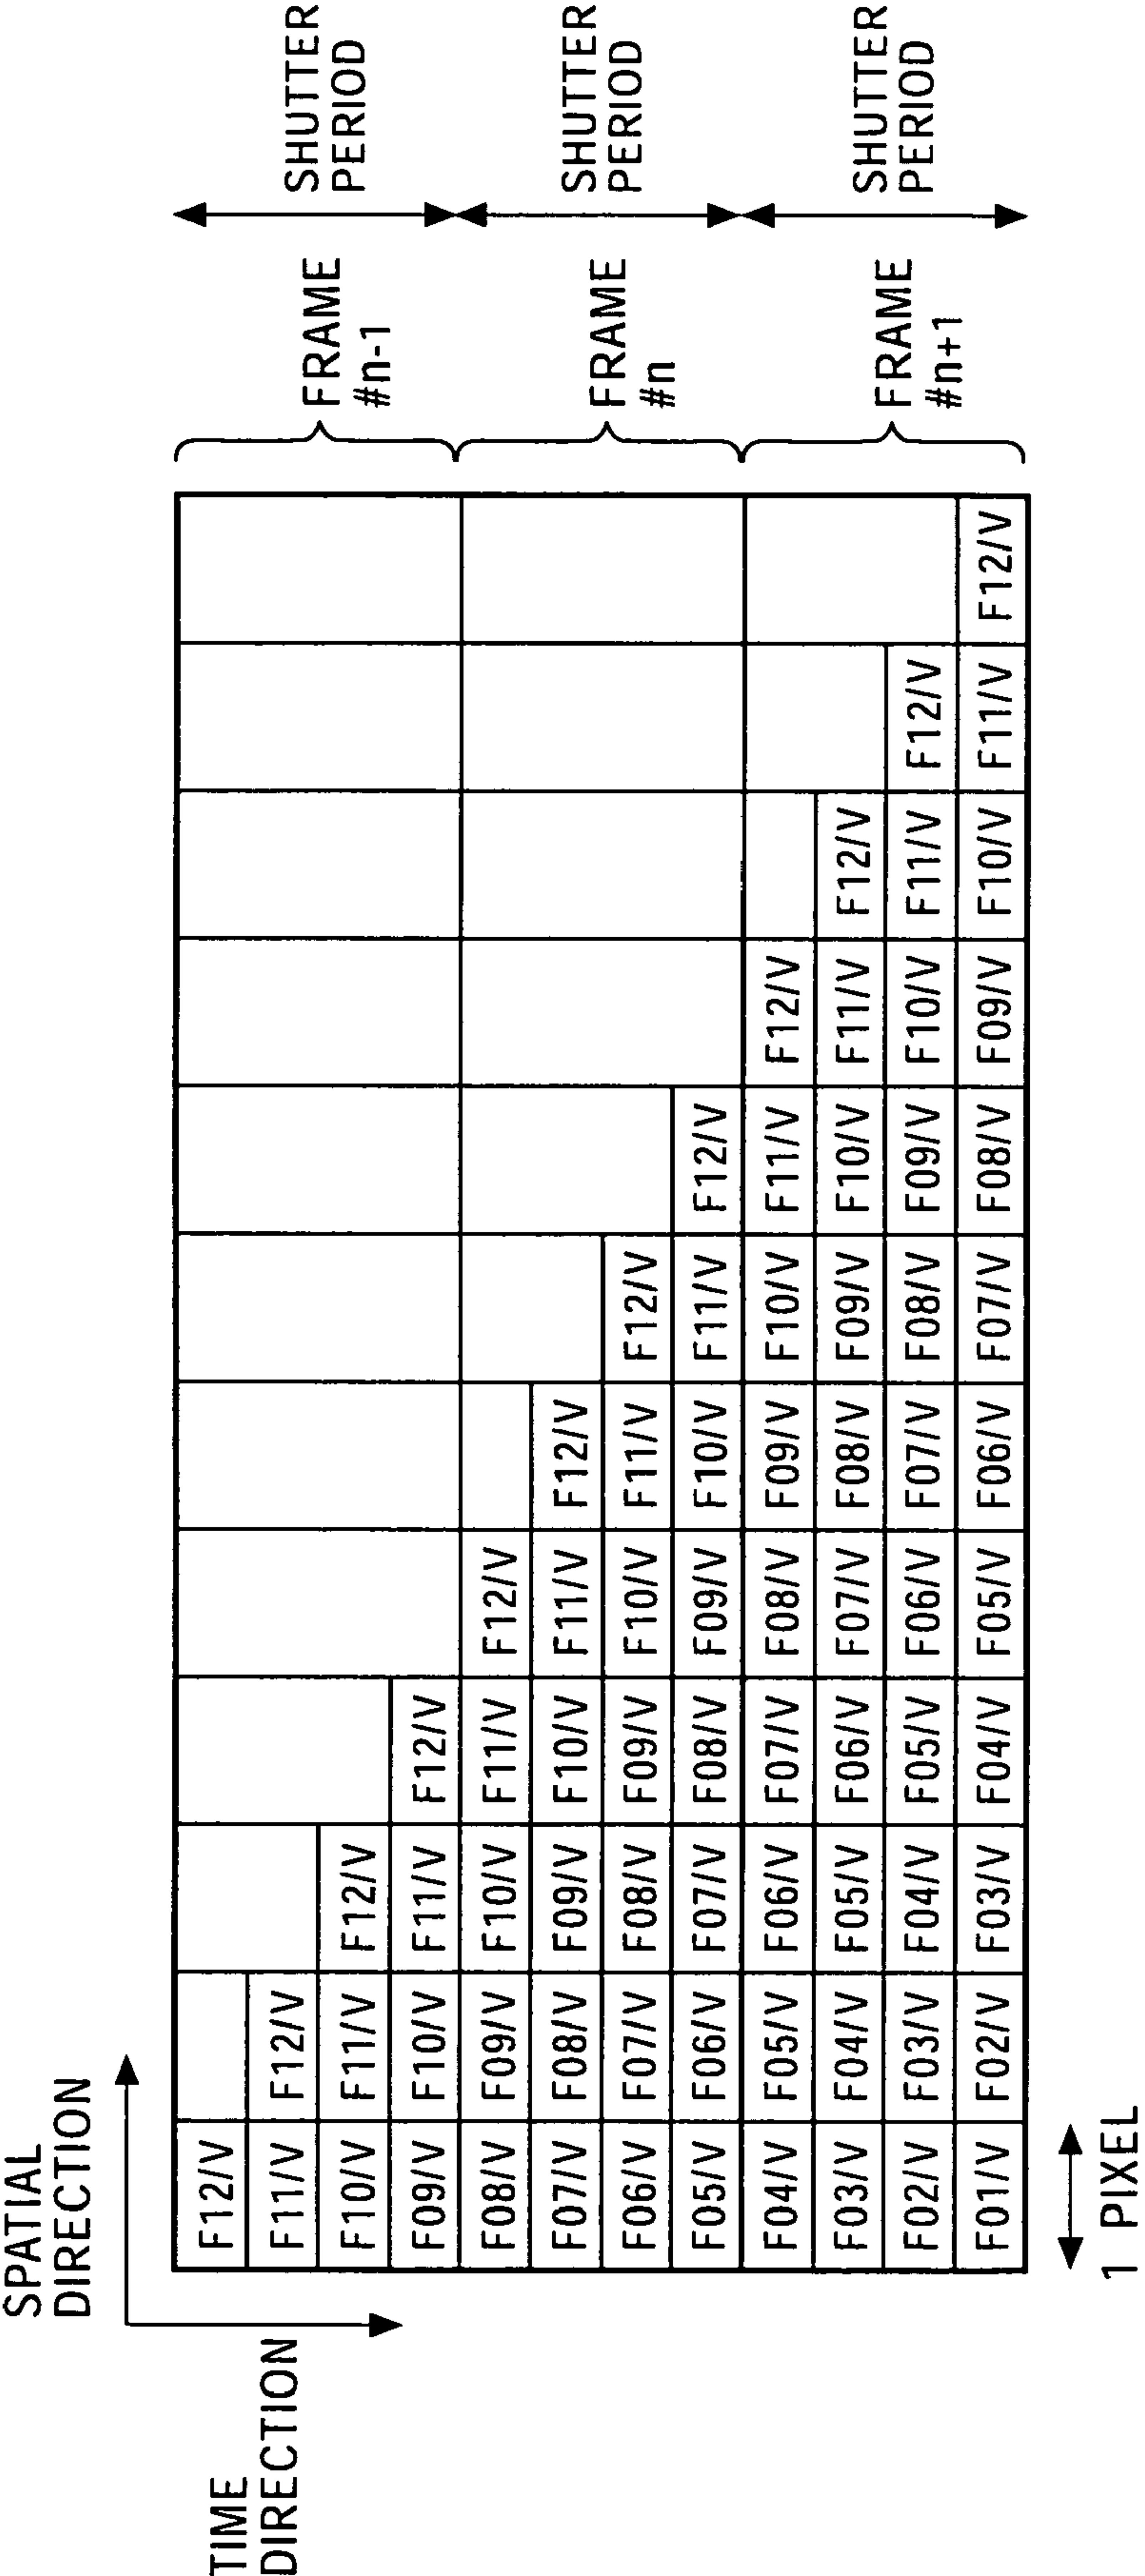 SPATIAL
DIRECTION
TIME
DIRECTION
F12/V
F11/V F12/V
F10/V F11/V F12/V
F09/V F10/V F11/V F12/V
FRAME
#n-1
SHUTTER
PERIOD
F08/V F09/V F10/V F11/V F12/V
F07/V F08/V F09/V F10/V F11/V F12/V
F06/V F07/V F08/V F09/V F10/V F11/V F12/V
F05/V F06/V F07/V F08/V F09/V F10/V F11/V F12/V
FRAME
#n
SHUTTER
PERIOD
F04/V F05/V F06/V F07/V F08/V F09/V F10/V F11/V F12/V
F03/V F04/V F05/V F06/V F07/V F08/V F09/V F10/V F11/V F12/V
F02/V F03/V F04/V F05/V F06/V F07/V F08/V F09/V F10/V F11/V F12/V
F01/V F02/V F03/V F04/V F05/V F06/V F07/V F08/V F09/V F10/V F11/V F12/V
FRAME
#n+1
SHUTTER
PERIOD
1 PIXEL